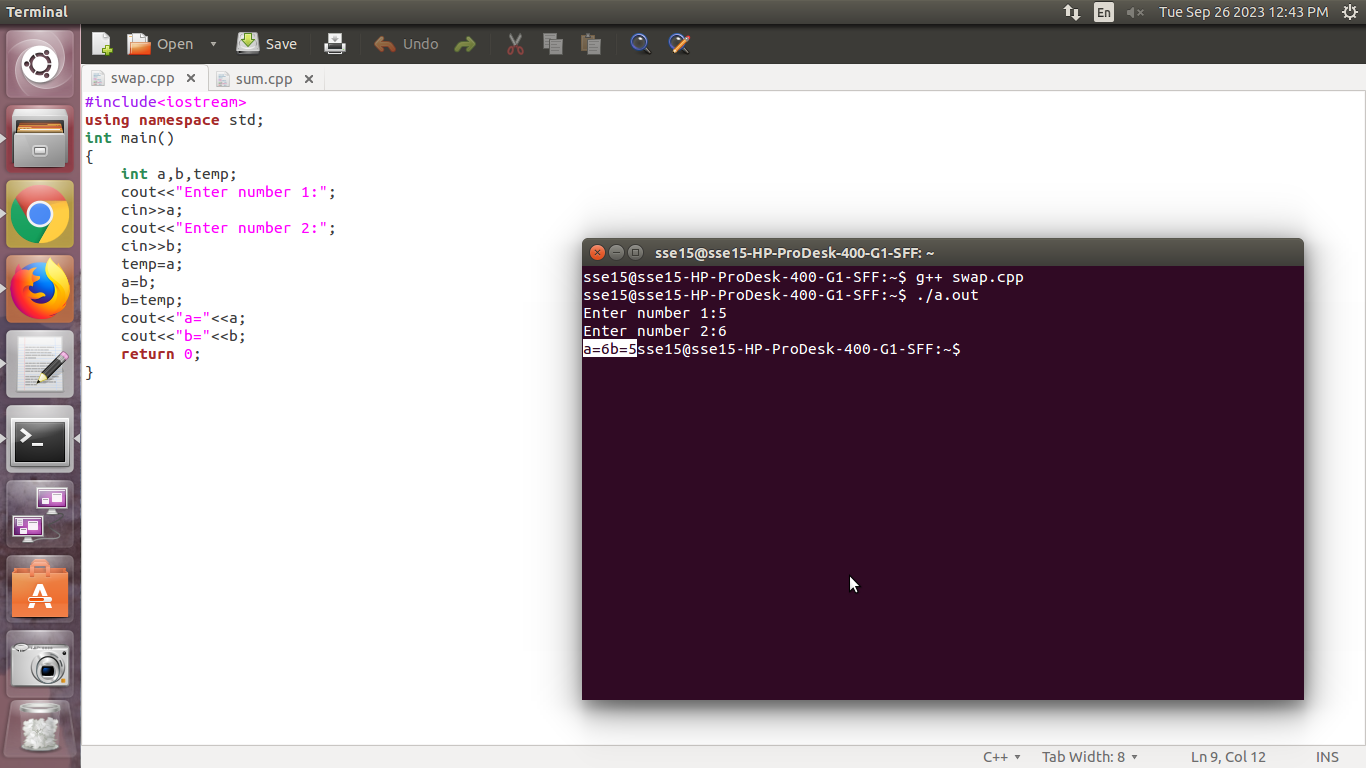 Terminal
En
Tue Sep 26 2023 12:43 PM
Open
Save
Undo
swap.cpp
sum.cpp
#include<iostream>
using namespace std;
int main()
{
    int a,b,temp;
    cout<<"Enter number 1:";
    cin>>a;
    cout<<"Enter number 2:";
    cin>>b;
    temp=a;
    a=b;
    b=temp;
    cout<<"a="<<a;
    cout<<"b="<<b;
    return 0;
}
sse15@sse15-HP-ProDesk-400-G1-SFF: ~
sse15@sse15-HP-ProDesk-400-G1-SFF:~$ g++ swap.cpp
sse15@sse15-HP-ProDesk-400-G1-SFF:~$ ./a.out
Enter number 1:5
Enter number 2:6
a=6b=5sse15@sse15-HP-ProDesk-400-G1-SFF:~$
C++
Tab Width: 8
Ln 9, Col 12
INS